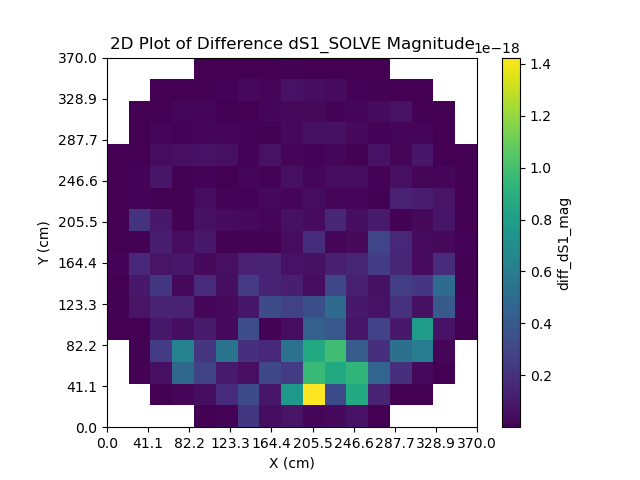 2D Plot of Difference dS1_SOLVE Magnitude
1e−18
370.0
328.9
287.7
246.6
205.5
164.4
123.3
82.2
41.1
0.0
Y (cm)
0.0 41.1 82.2 123.3 164.4 205.5 246.6 287.7 328.9 370.0
X (cm)
1.4
1.2
1.0
0.8
0.6
0.4
0.2
diff_dS1_mag